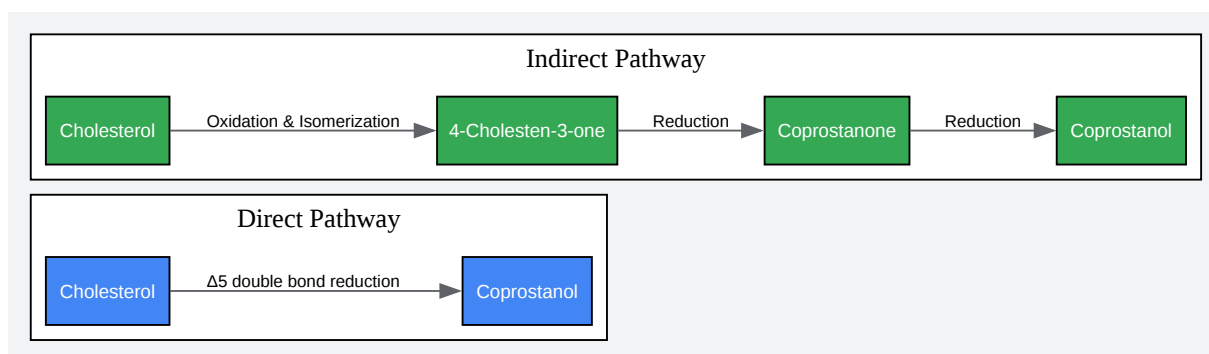 Indirect Pathway
Cholesterol
Oxidation & Isomerization
4-Cholesten-3-one
Reduction
Coprostanone
Reduction
Coprostanol
Direct Pathway
Cholesterol
Δ5 double bond reduction
Coprostanol